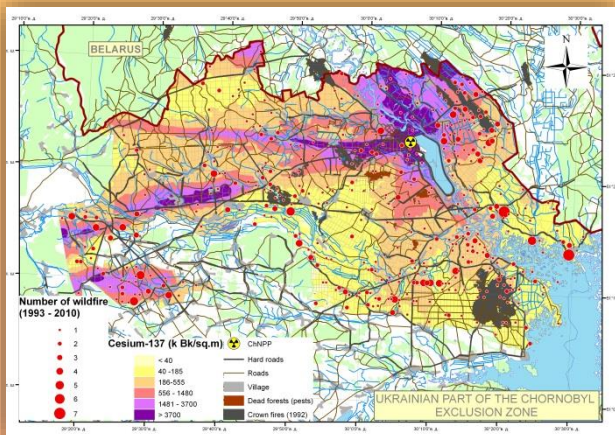 BELARUS
N
Number of wildfire
(1993 - 2010)
1
2
3
4
5
6
7
Cesium-137 (k Bk/sq.m)
< 40
40 -185
186-555
556 - 1480
1481 - 3700
> 3700
ChNPP
Hard roads
Roads
Village
Dead forests (pests)
Crown fires (1992)
UKRAINIAN PART OF THE CHORNOBYL
EXCLUSION ZONE